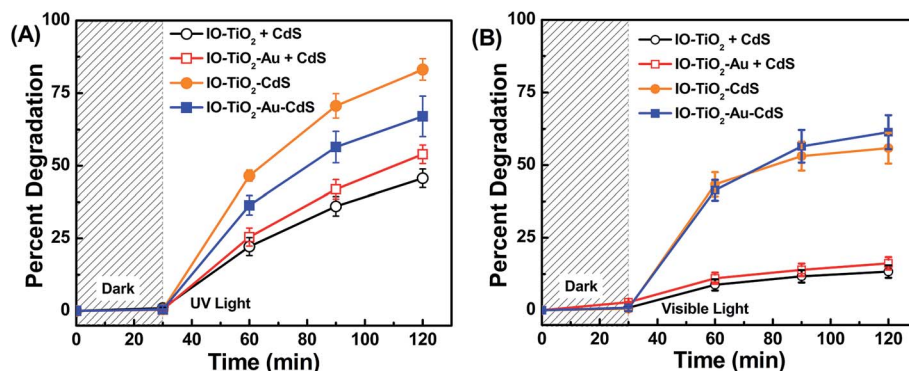 (A)
Percent Degradation
100
75
50
25
0
IO-TiO₂ + CdS
IO-TiO₂-Au + CdS
IO-TiO₂-CdS
IO-TiO₂-Au-CdS
Dark
UV Light
0 20 40 60 80 100 120
Time (min)
(B)
Percent Degradation
100
75
50
25
0
IO-TiO₂ + CdS
IO-TiO₂-Au + CdS
IO-TiO₂-CdS
IO-TiO₂-Au-CdS
Dark
Visible Light
0 20 40 60 80 100 120
Time (min)